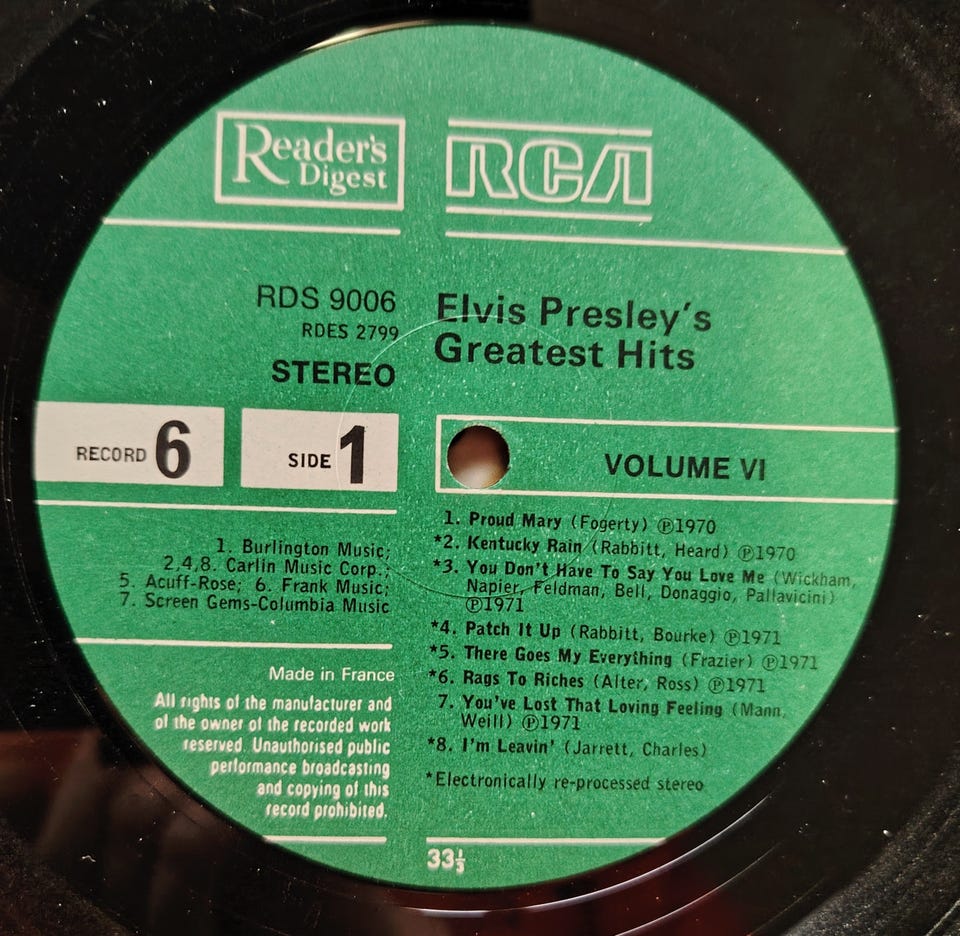 Reader's
Digest
RCA
RDS 9006
RDES 2799
STEREO
Elvis Presley's
Greatest Hits
RECORD 6
SIDE 1
VOLUME VI
1. Proud Mary (Fogerty) ℗1970
*2. Kentucky Rain (Rabbitt, Heard) ℗1970
*3. You Don't Have To Say You Love Me (Wickham,
Napier, Feldman, Bell, Donaggio, Pallavicini)
℗1971
*4. Patch It Up (Rabbitt, Bourke) ℗1971
*5. There Goes My Everything (Frazier) ℗1971
*6. Rags To Riches (Alter, Ross) ℗1971
7. You've Lost That Loving Feeling (Mann,
Weill) ℗1971
*8. I'm Leavin' (Jarrett, Charles)
*Electronically re-processed stereo
1. Burlington Music;
2,4,8. Carlin Music Corp.;
5. Acuff-Rose; 6. Frank Music;
7. Screen Gems-Columbia Music
Made in France
All rights of the manufacturer and
of the owner of the recorded work
reserved. Unauthorised public
performance broadcasting
and copying of this
record prohibited.
33⅓